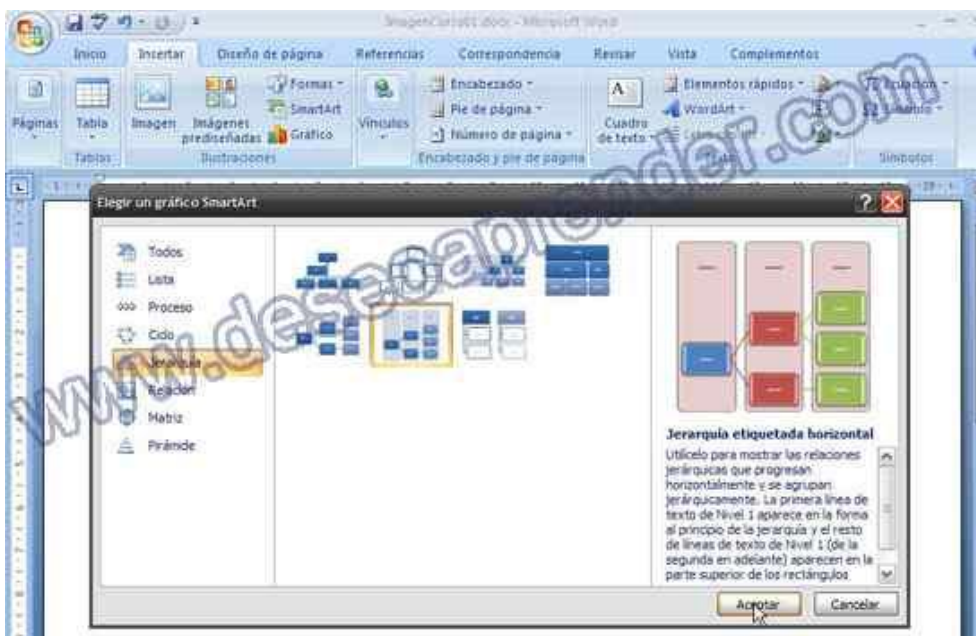 Microsoft Word
Inicio Insertar Diseño de página Referencias Correspondencia Revisar Vista Complementos
Páginas Tabla Imagen Imágenes prediseñadas Formas SmartArt Gráfico Vínculos Encabezado Pie de página Número de página Cuadro de texto Elementos rápidos WordArt
Tablas Ilustraciones Encabezado y pie de página Símbolos
Elegir un gráfico SmartArt
Todos
Lista
Proceso
Ciclo
Jerarquía
Relación
Matriz
Pirámide
Jerarquía etiquetada horizontal
Utilícelo para mostrar las relaciones
jerárquicas que progresan
horizontalmente y se agrupan
jerárquicamente. La primera línea de
texto de Nivel 1 aparece en la forma
al principio de la jerarquía y el resto
de líneas de texto de Nivel 1 (de la
segunda en adelante) aparecen en la
parte superior de los rectángulos
Aceptar Cancelar
www.deseoaprender.com